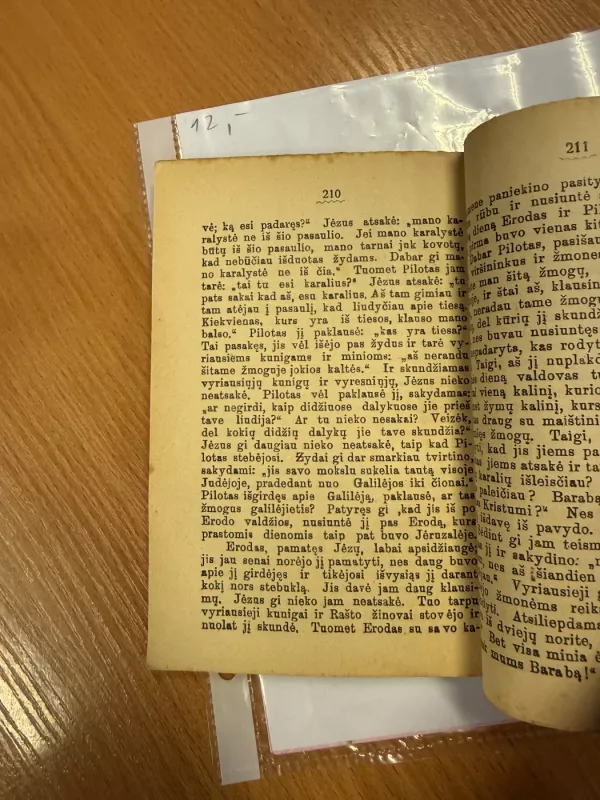 12,-
210
vė; ką esi padaręs?" Jėzus atsakė: „mano ka-
ralystė ne iš šio pasaulio. Jei mano karalystė
būtų iš šio pasaulio, mano tarnai juk kovotų,
kad nebūčiau išduotas žydams. Dabar gi ma-
no karalystė ne iš čia." Tuomet Pilotas jam
tarė: „tai tu esi karalius?" Jėzus atsakė: „tu
pats sakai kad aš, esu karalius. Aš tam gimiau ir
tam atėjau į pasaulį, kad liudyčiau apie tiesą.
Kiekvienas, kurs yra iš tiesos, klauso mano
balso." Pilotas jį paklausė: „kas yra tiesa?"
Tai pasakęs, jis vėl išėjo pas žydus ir tarė vy-
riausiems kunigams ir minioms: „aš nerandu
šitame žmoguje jokios kaltės." Ir skundžiamas
vyriausiųjų kunigų ir vyresniųjų, Jėzus nieko
neatsakė. Pilotas vėl paklausė jį, sakydamas:
„ar negirdi, kaip didžiuose dalykuose jie prieš
tave liudija?" Ar tu nieko nesakai? Veizėk,
del kokių didžių dalykų jie tave skundžia?"
Jėzus gi daugiau nieko neatsakė, taip kad Pi-
lotas stebėjosi. Žydai gi dar smarkiau tvirtino,
sakydami: „jis savo mokslu sukelia tautą visoje
Judėjoje, pradedant nuo Galilėjos iki čionai."
Pilotas išgirdęs apie Galilėją, paklausė, ar tas
žmogus galilėjietis? Patyręs gi „kad jis iš po
Erodo valdžios, nusiuntė jį pas Erodą, kurs
prastomis dienomis taip pat buvo Jėruzalėje.
Erodas, pamatęs Jėzų, labai apsidžiaugė;
jis jau senai norėjo jį pamatyti, nes daug buvo
apie jį girdėjęs ir tikėjosi išvysiąs jį darant
kokį nors stebuklą. Jis davė jam daug klausi-
mų. Jėzus gi nieko jam neatsakė. Tuo tarpu
vyriausieji kunigai ir Rašto žinovai stovėjo ir
nuolat jį skundė. Tuomet Erodas su savo ka-
211
paniekino pasity
rūbu ir nusiuntė
dieną Erodas ir Pil
buvo vienas kit
Dabar Pilotas, pasišau
viršininkus ir žmones
man šitą žmogų,
ir štai aš, klausin
neradau tame žmogu
del kūrių jį skundži
nes buvau nusiuntęs
nepadaryta, kas rodyt
Taigi, aš jį nuplakd
dieną valdovas tu
vieną kalinį, kurio
žymų kalinį, kurs
draug su maištini
žmogų. Taigi,
kad jis jiems pa
jiems atsakė ir ta
karalių išleisčiau?
paleičiau? Barabą
Kristumi?" Nes
išdavę iš pavydo.
gi jam teism
jį ir sakydino: „n
nes aš šiandien
Vyriausieji g
žmonėms reiks
Atsiliepdama
iš dviejų norite,
Bet visa minia ė
mums Barabą!"